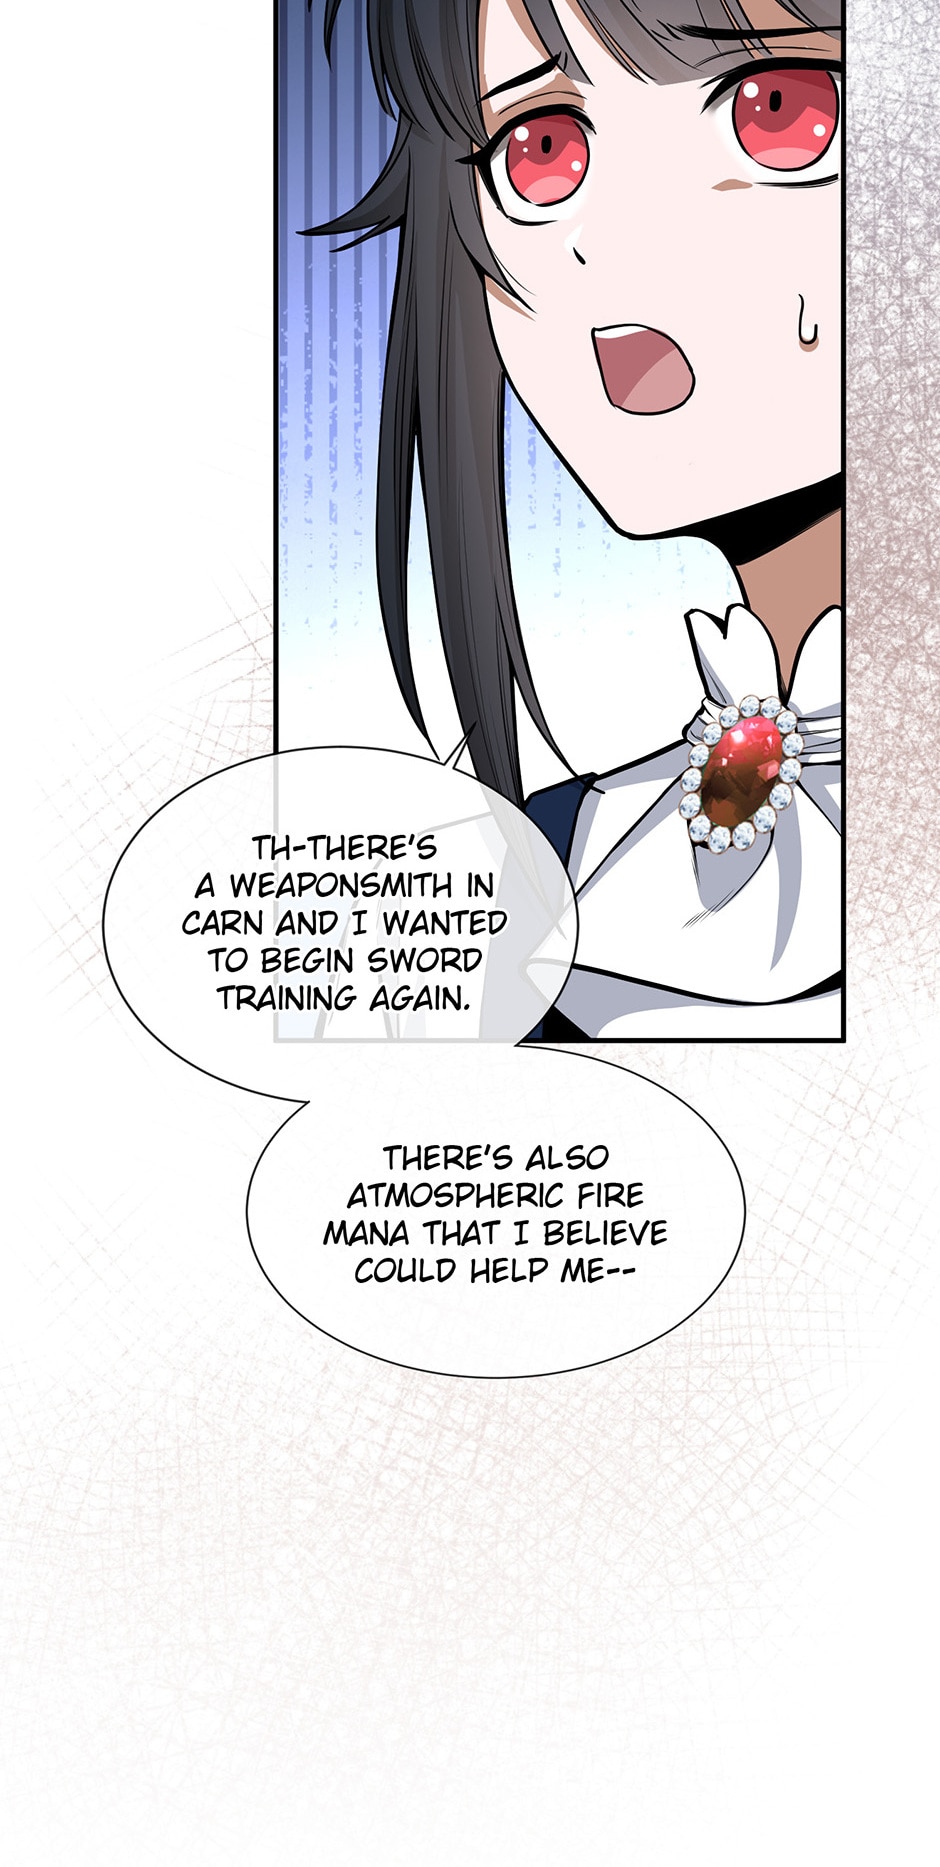 TH-THERE'S
A WEAPONSMITH IN
CARN AND I WANTED
TO BEGIN SWORD
TRAINING AGAIN.
THERE'S ALSO
ATMOSPHERIC FIRE
MANA THAT I BELIEVE
COULD HELP ME--